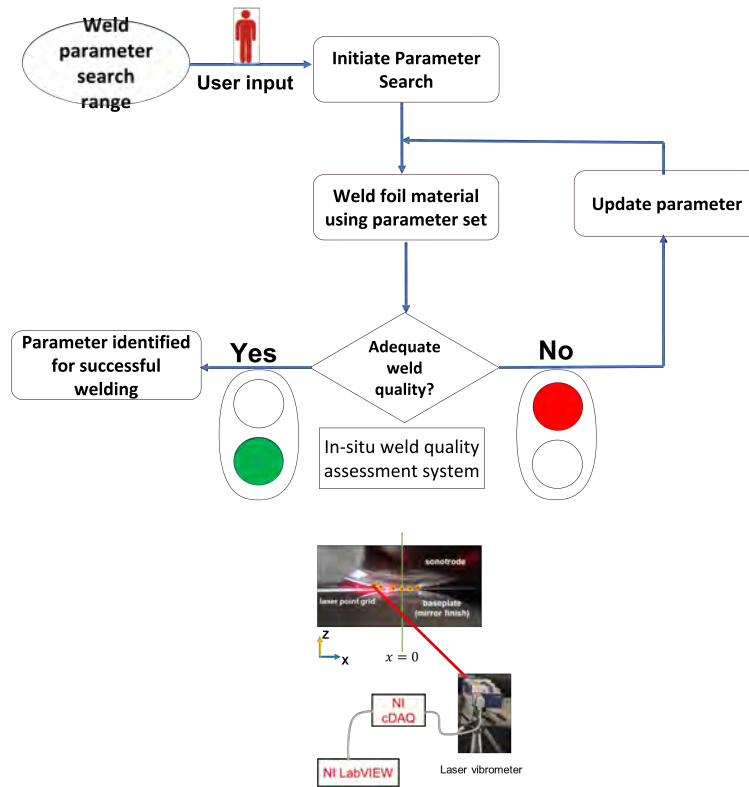 Weld
parameter
search
range
User input
Initiate Parameter
Search
Weld foil material
using parameter set
Update parameter
Parameter identified
for successful
welding
Yes
Adequate
weld
quality?
No
In-situ weld quality
assessment system
sonotrode
laser point grid
baseplate
(mirror finish)
Z
X
x = 0
NI
cDAQ
NI LabVIEW
Laser vibrometer